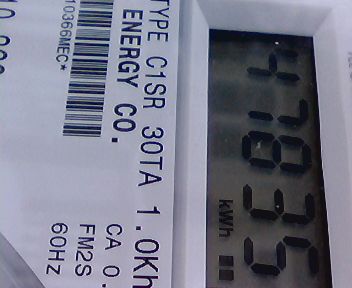 47835
kWh
TYPE C1SR 30TA 1.0Kh
ENERGY CO.
CA 0.
FM2S
60HZ
10366MEC*